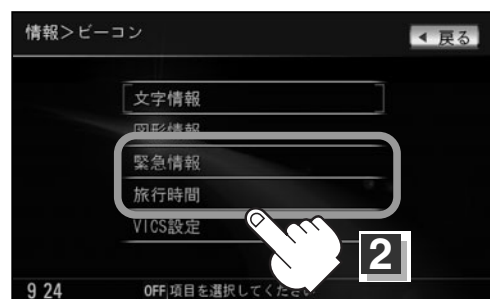 情報>ビーコン
戻る
文字情報
図形情報
緊急情報
旅行時間
VICS設定
2
9 24
OFF 項目を選択してください